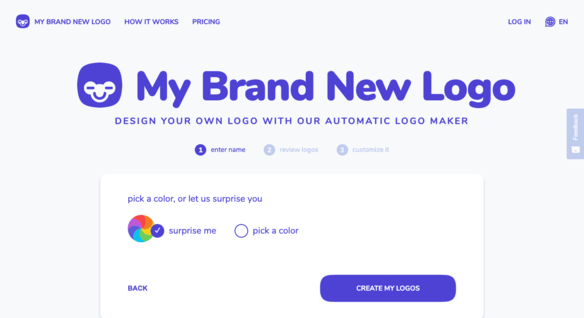 MY BRAND NEW LOGO HOW IT WORKS PRICING LOG IN EN
My Brand New Logo
DESIGN YOUR OWN LOGO WITH OUR AUTOMATIC LOGO MAKER
1 enter name 2 review logos 3 customize it
Feedback
pick a color, or let us surprise you
surprise me pick a color
BACK CREATE MY LOGOS